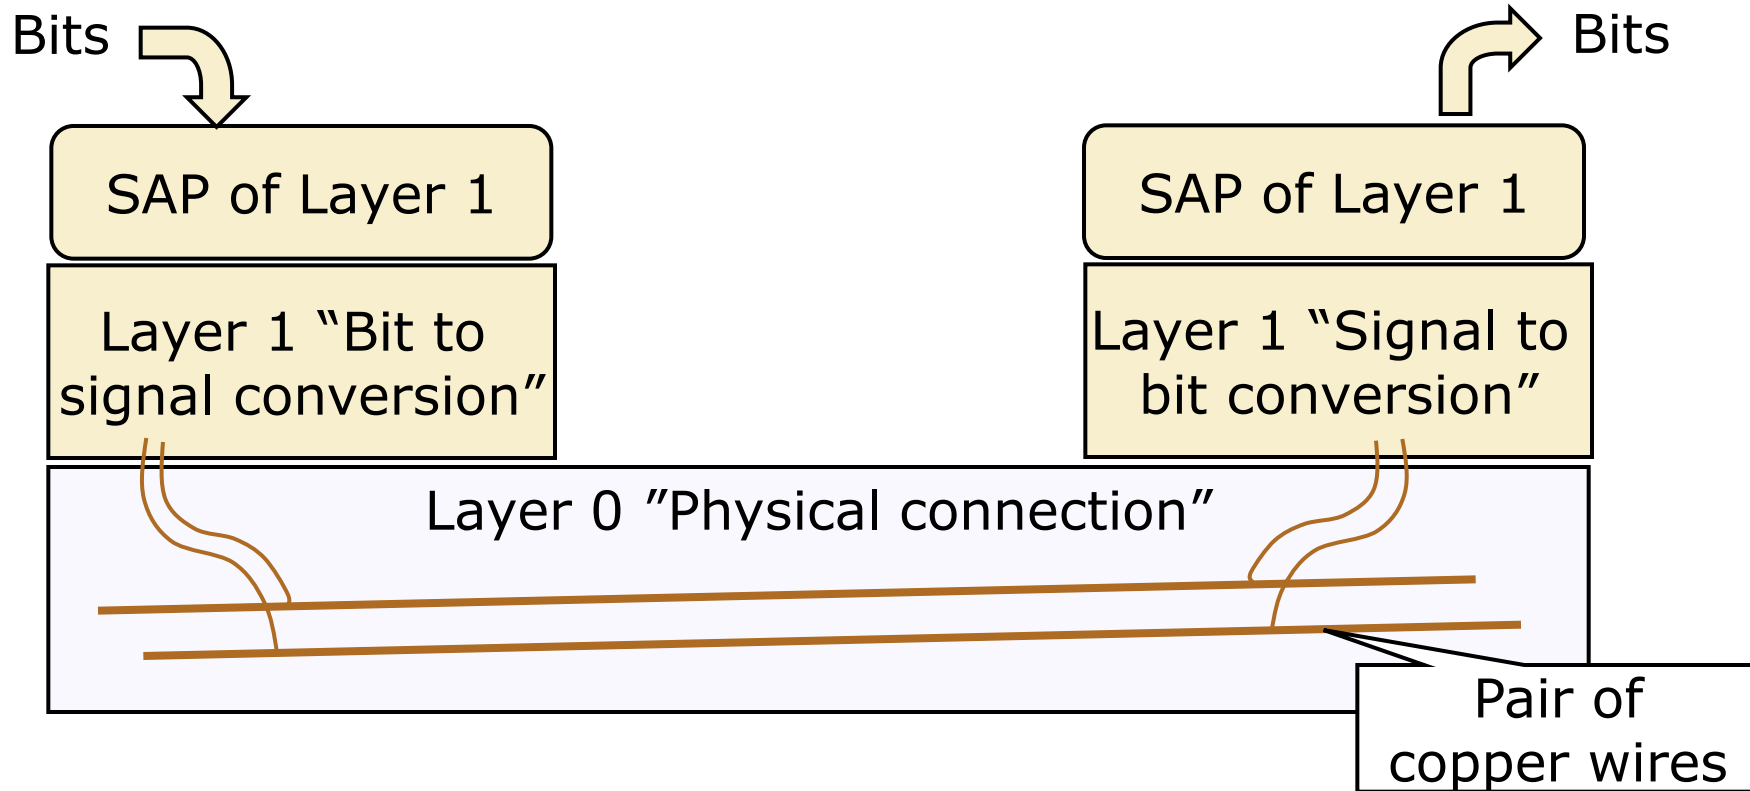 Bits
Bits
SAP of Layer 1
SAP of Layer 1
Layer 1 “Bit to
signal conversion”
Layer 1 “Signal to
bit conversion”
Layer 0 ”Physical connection”
Pair of
copper wires